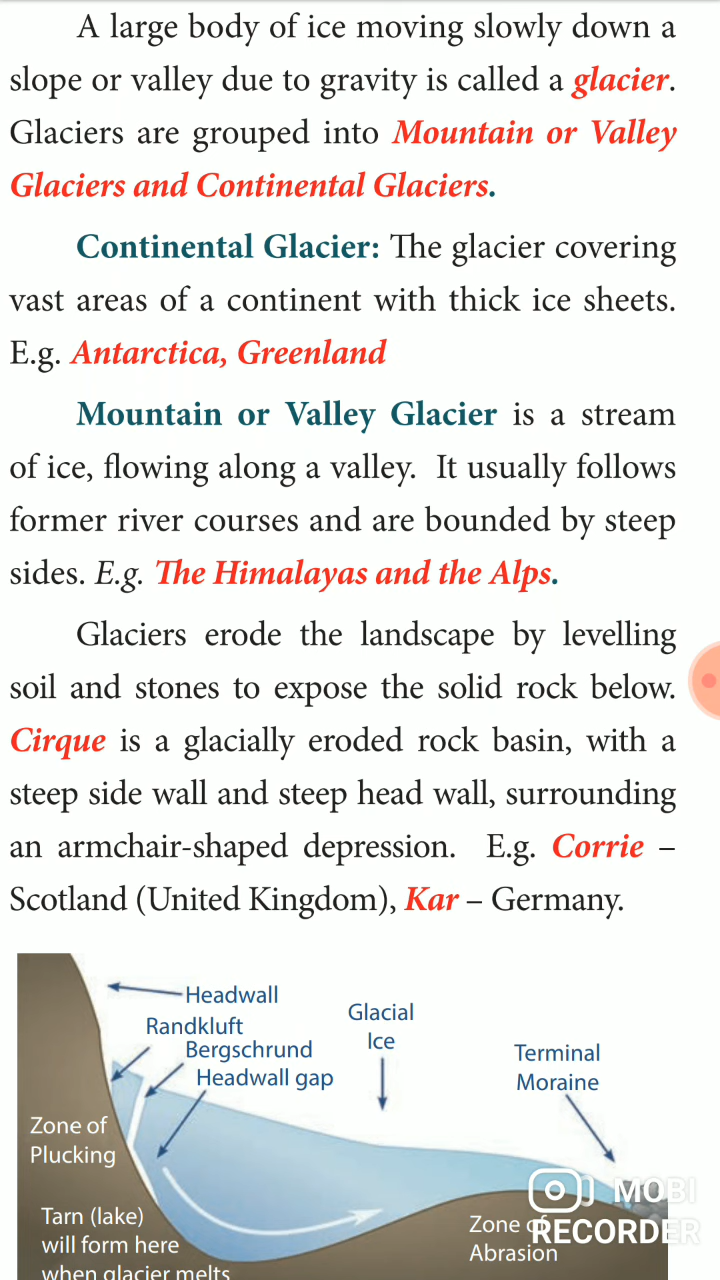 A large body of ice moving slowly down a
slope or valley due to gravity is called a glacier.
Glaciers are grouped into Mountain or Valley
Glaciers and Continental Glaciers.
Continental Glacier: The glacier covering
vast areas of a continent with thick ice sheets.
E.g. Antarctica, Greenland
Mountain or Valley Glacier is a stream
of ice, flowing along a valley. It usually follows
former river courses and are bounded by steep
sides. E.g. The Himalayas and the Alps.
Glaciers erode the landscape by levelling
soil and stones to expose the solid rock below.
Cirque is a glacially eroded rock basin, with a
steep side wall and steep head wall, surrounding
an armchair-shaped depression. E.g. Corrie –
Scotland (United Kingdom), Kar – Germany.
Headwall
Randkluft
Bergschrund
Headwall gap
Glacial
Ice
Terminal
Moraine
Zone of
Plucking
Tarn (lake)
will form here
when glacier melts
Zone of
Abrasion
MOBI
RECORDER